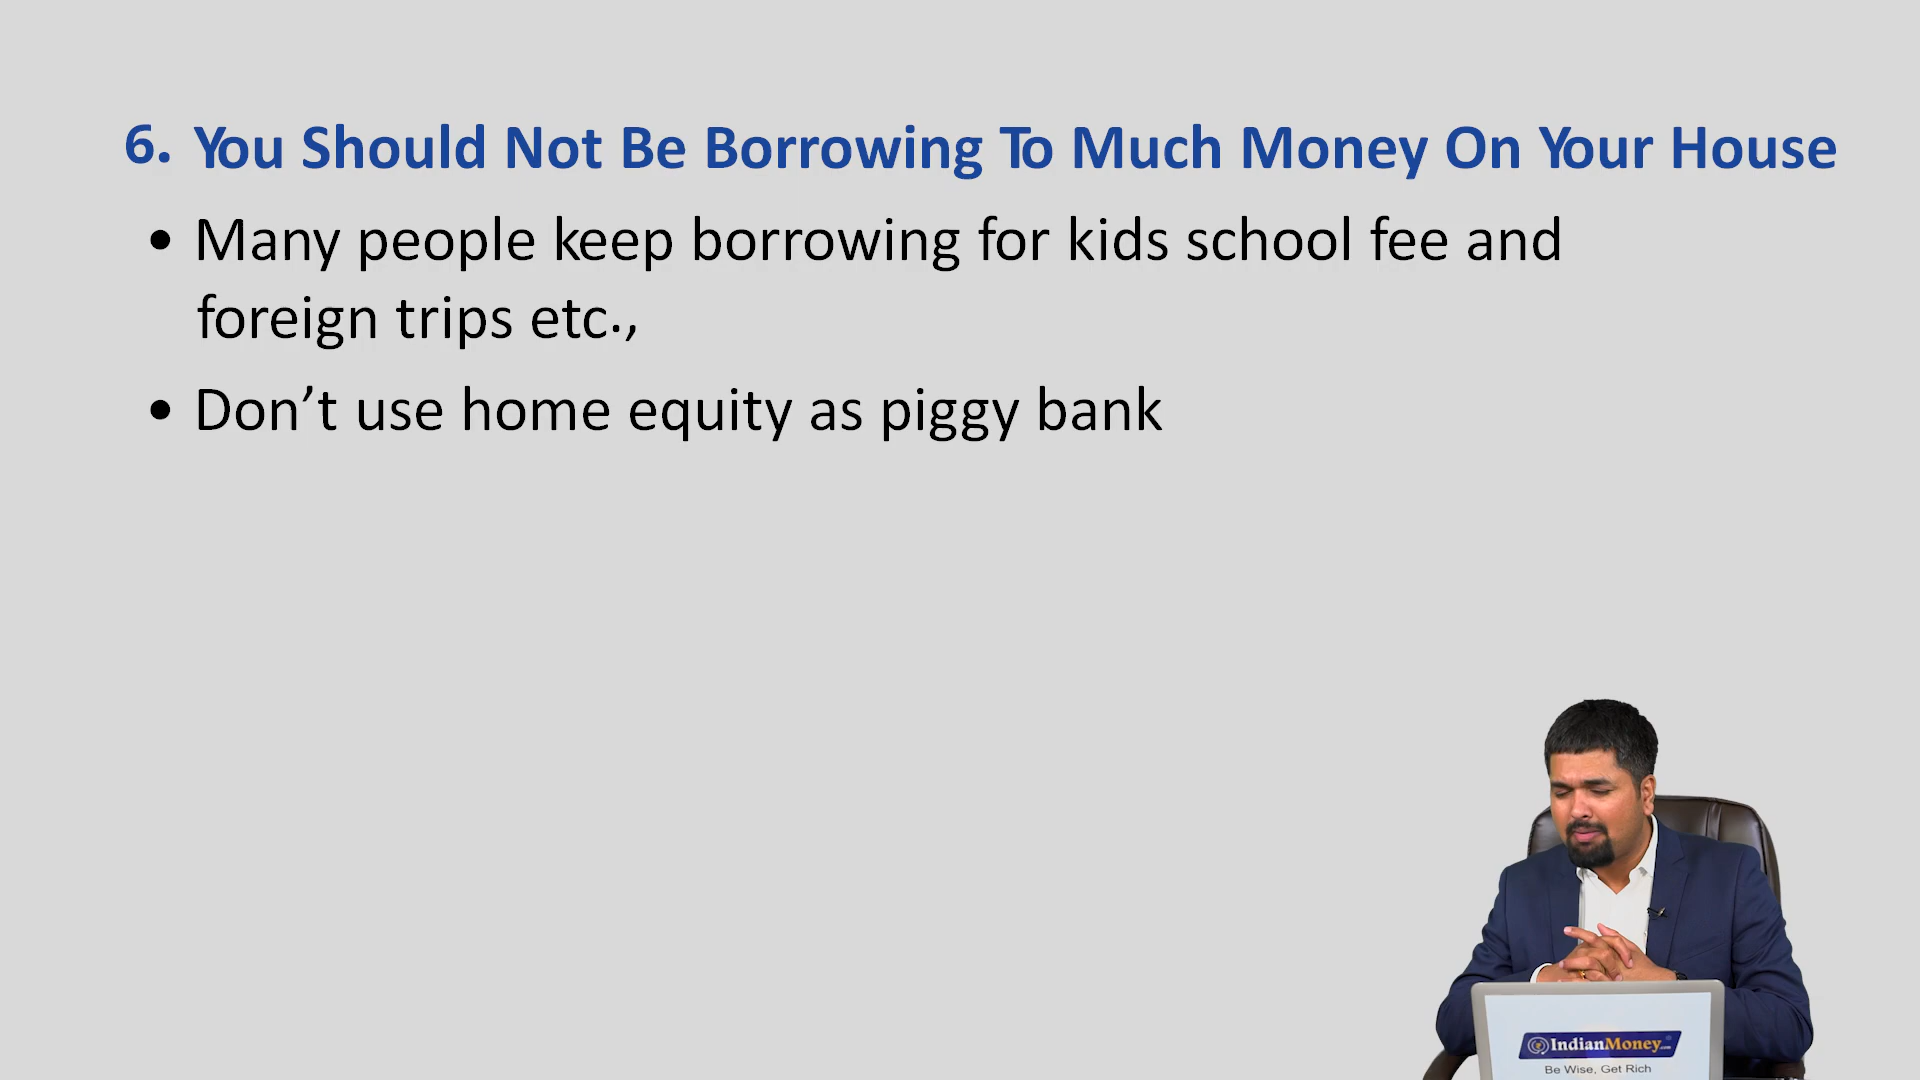 6. You Should Not Be Borrowing To Much Money On Your House
• Many people keep borrowing for kids school fee and
foreign trips etc.,
• Don’t use home equity as piggy bank
IndianMoney.com
Be Wise, Get Rich